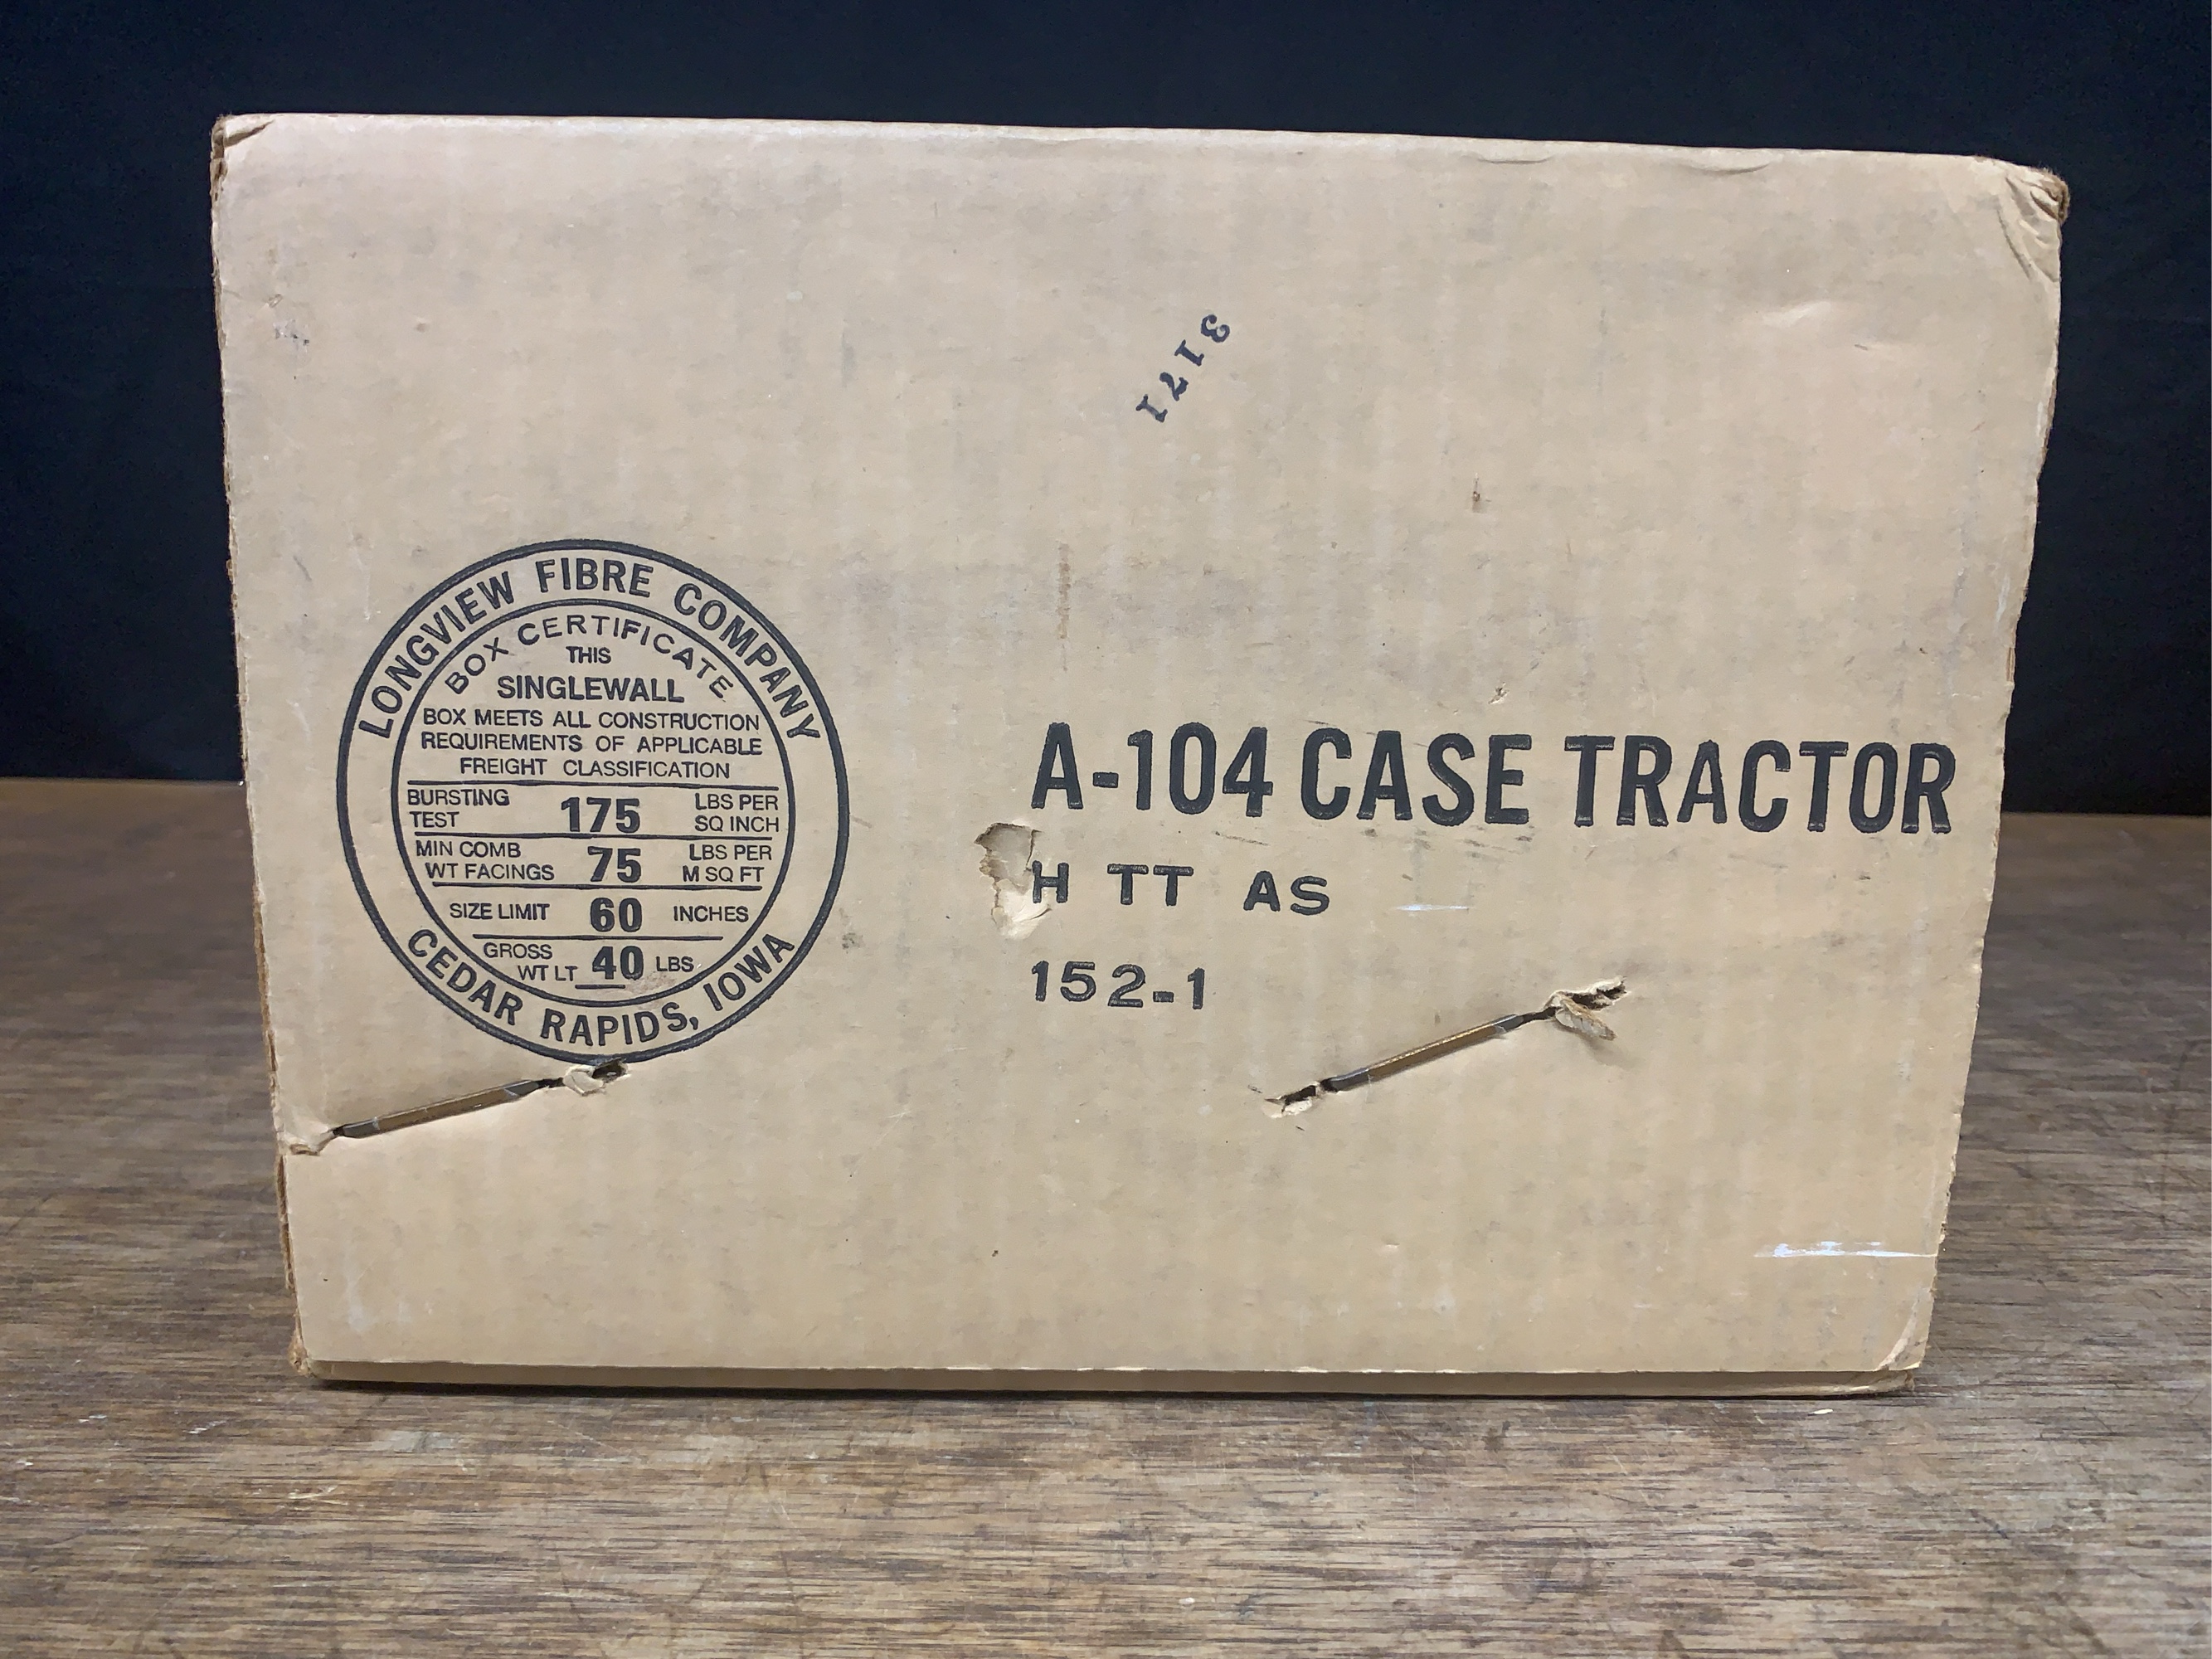 3121
LONGVIEW FIBRE COMPANY
BOX CERTIFICATE
THIS
SINGLEWALL
BOX MEETS ALL CONSTRUCTION
REQUIREMENTS OF APPLICABLE
FREIGHT CLASSIFICATION
BURSTING TEST 175 LBS PER SQ INCH
MIN COMB WT FACINGS 75 LBS PER M SQ FT
SIZE LIMIT 60 INCHES
GROSS WT LT 40 LBS
CEDAR RAPIDS, IOWA
A-104 CASE TRACTOR
H TT AS
152-1